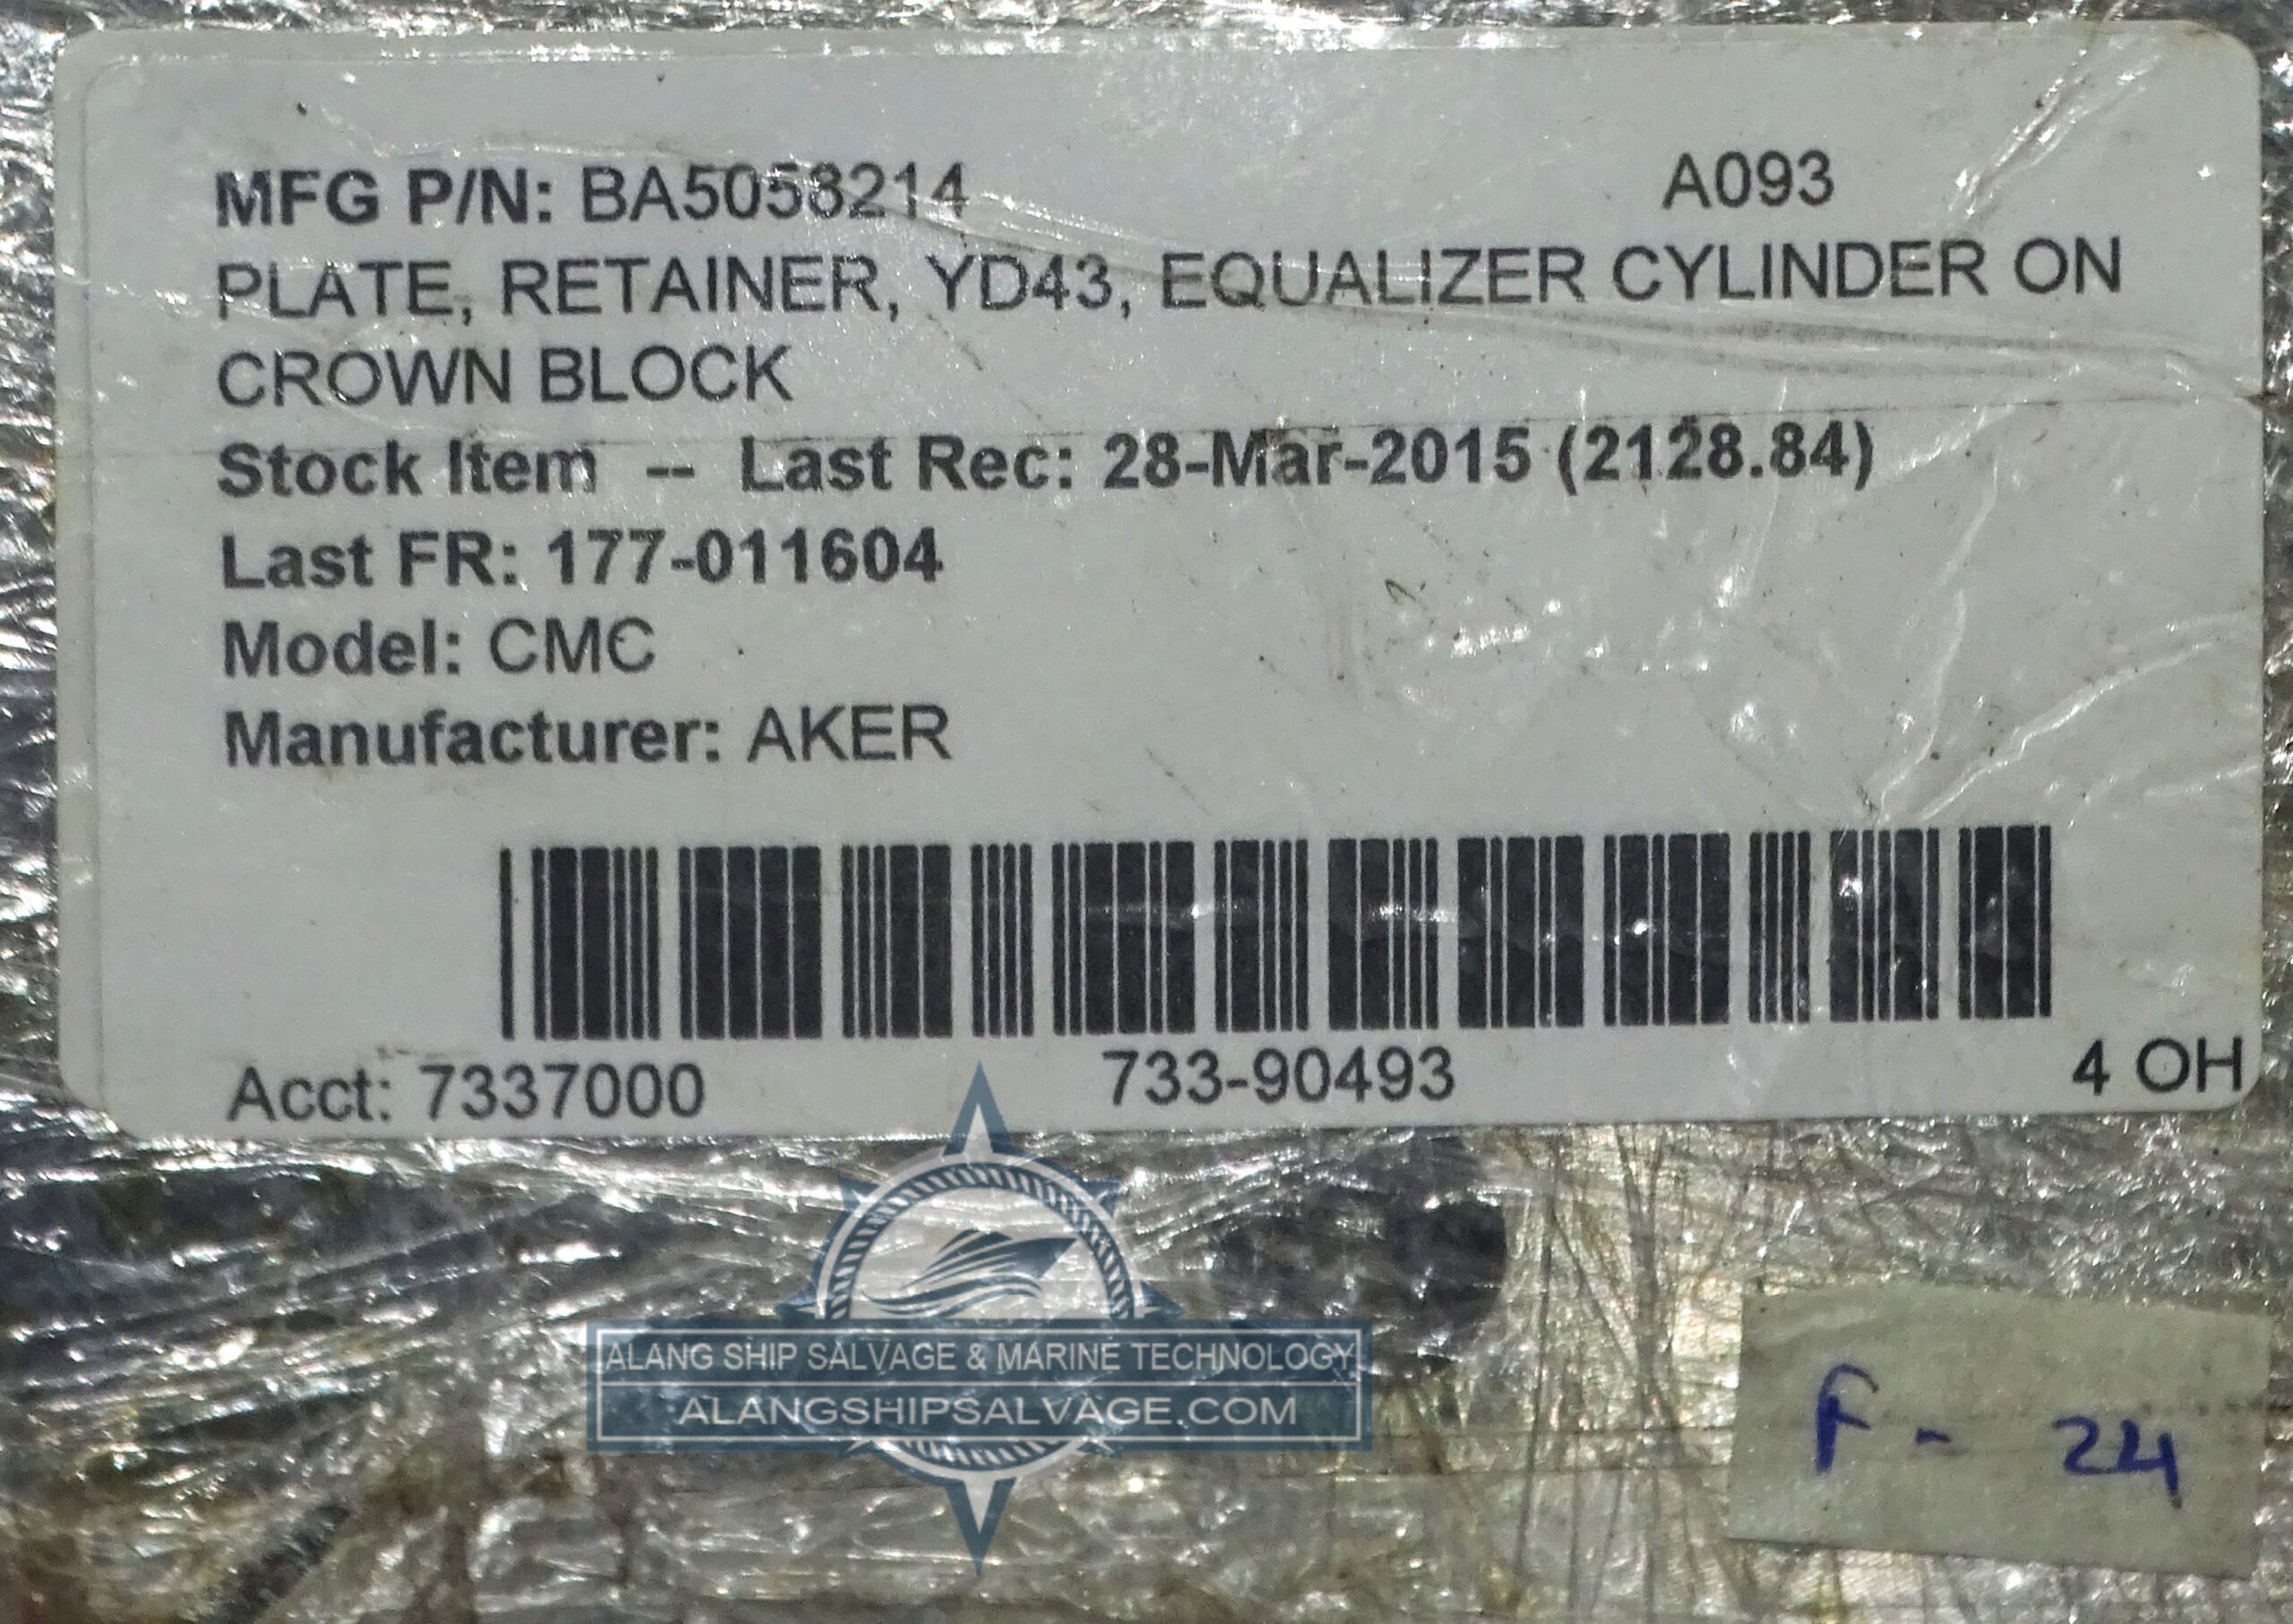 MFG P/N: BA5058214 A093
PLATE, RETAINER, YD43, EQUALIZER CYLINDER ON
CROWN BLOCK
Stock Item -- Last Rec: 28-Mar-2015 (2128.84)
Last FR: 177-011604
Model: CMC
Manufacturer: AKER
Acct: 7337000 733-90493 4 OH
ALANG SHIP SALVAGE & MARINE TECHNOLOGY
ALANGSHIPSALVAGE.COM
F - 24